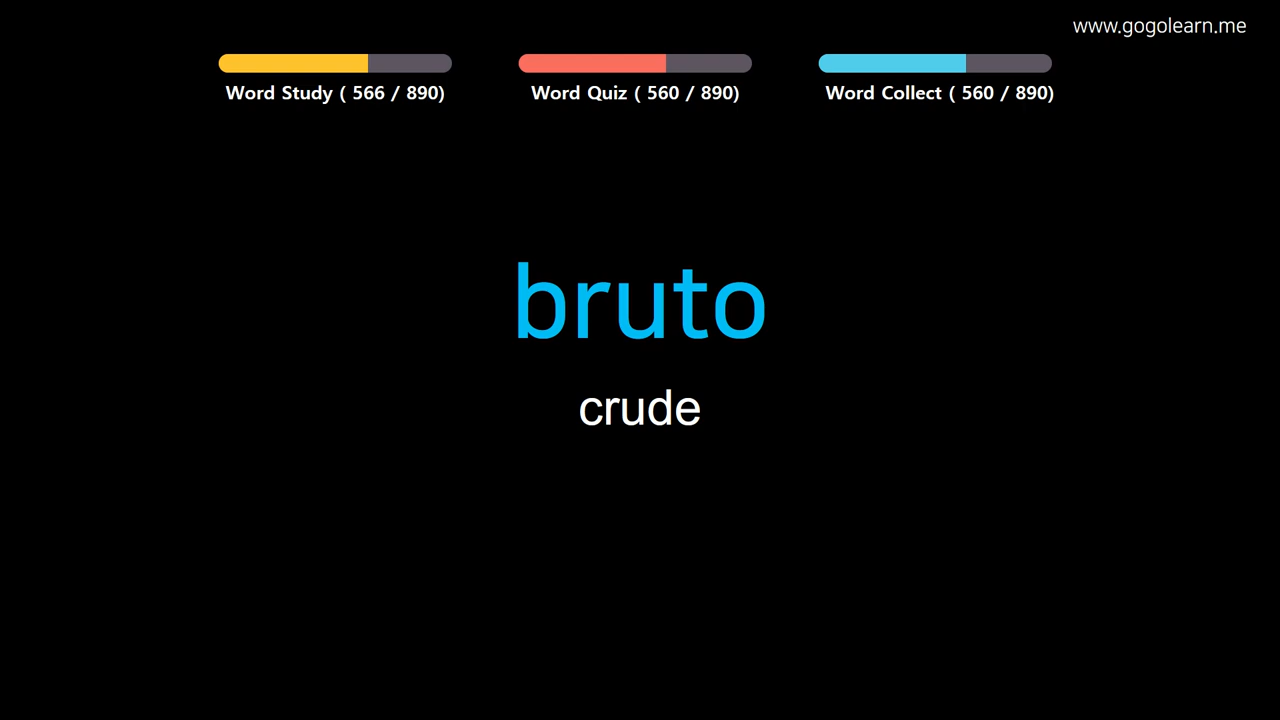 www.gogolearn.me
Word Study ( 566 / 890)
Word Quiz ( 560 / 890)
Word Collect ( 560 / 890)
bruto
crude